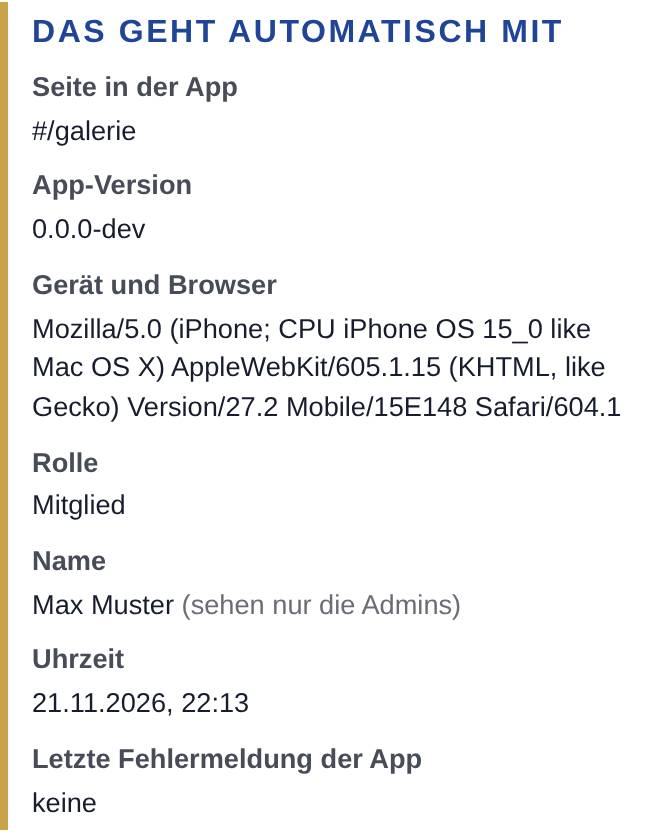 DAS GEHT AUTOMATISCH MIT
Seite in der App
#/galerie
App-Version
0.0.0-dev
Gerät und Browser
Mozilla/5.0 (iPhone; CPU iPhone OS 15_0 like
Mac OS X) AppleWebKit/605.1.15 (KHTML, like
Gecko) Version/27.2 Mobile/15E148 Safari/604.1
Rolle
Mitglied
Name
Max Muster (sehen nur die Admins)
Uhrzeit
21.11.2026, 22:13
Letzte Fehlermeldung der App
keine